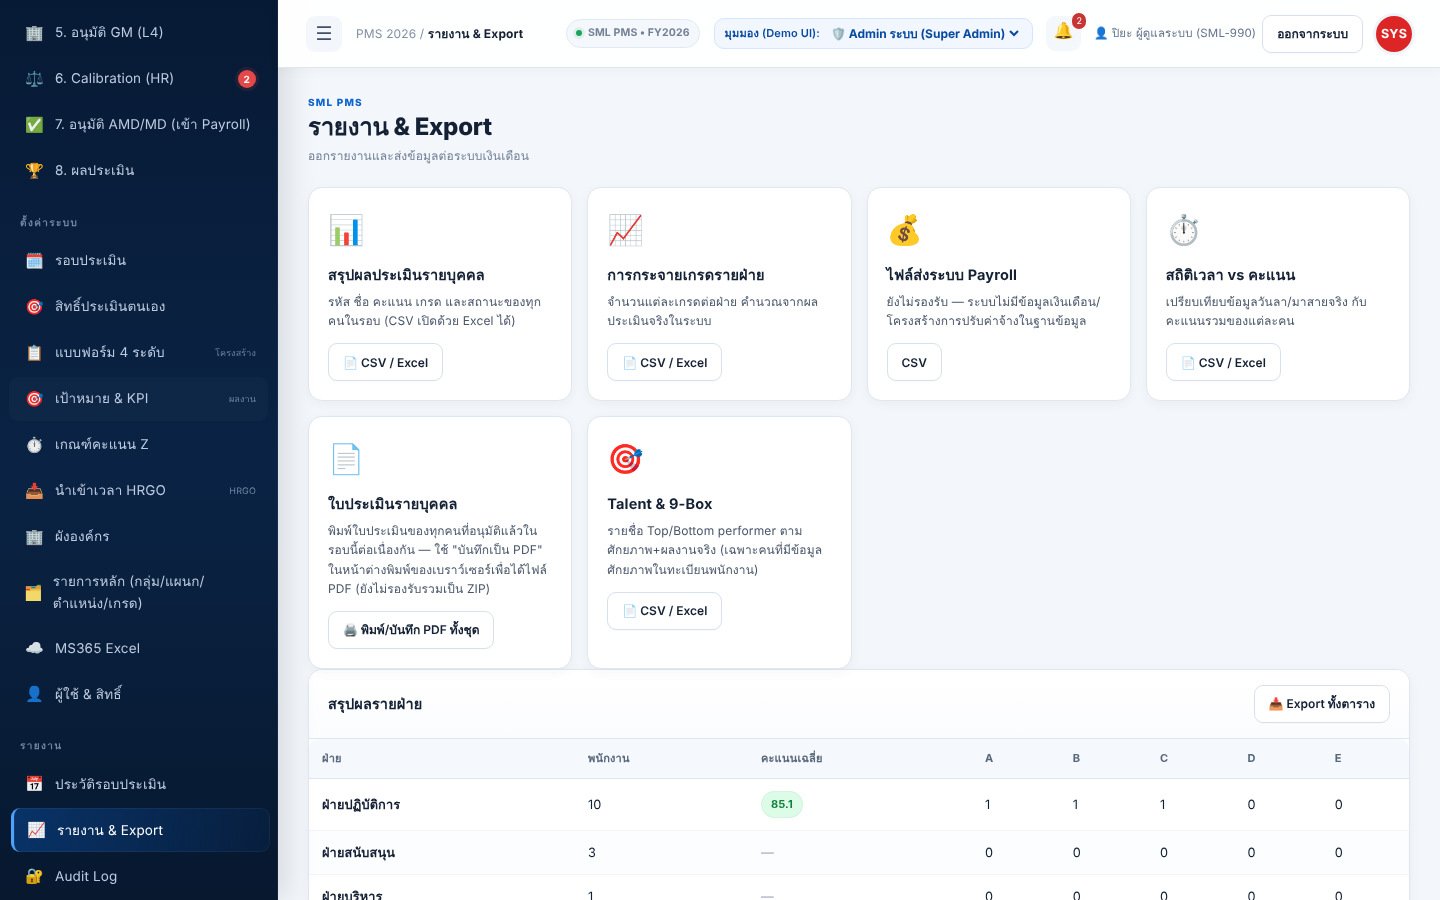 5. อนุมัติ GM (L4)
6. Calibration (HR)
2
7. อนุมัติ AMD/MD (เข้า Payroll)
8. ผลประเมิน
ตั้งค่าระบบ
รอบประเมิน
สิทธิ์ประเมินตนเอง
แบบฟอร์ม 4 ระดับ
โครงสร้าง
เป้าหมาย & KPI
ผลงาน
เกณฑ์คะแนน Z
นำเข้าเวลา HRGO
HRGO
ผังองค์กร
รายการหลัก (กลุ่ม/แผนก/
ตำแหน่ง/เกรด)
MS365 Excel
ผู้ใช้ & สิทธิ์
รายงาน
ประวัติรอบประเมิน
รายงาน & Export
Audit Log
PMS 2026 / รายงาน & Export
SML PMS • FY2026
มุมมอง (Demo UI):
Admin ระบบ (Super Admin)
2
ปิยะ ผู้ดูแลระบบ (SML-990)
ออกจากระบบ
SYS
SML PMS
รายงาน & Export
ออกรายงานและส่งข้อมูลต่อระบบเงินเดือน
สรุปผลประเมินรายบุคคล
รหัส ชื่อ คะแนน เกรด และสถานะของทุก
คนในรอบ (CSV เปิดด้วย Excel ได้)
CSV / Excel
การกระจายเกรดรายฝ่าย
จำนวนแต่ละเกรดต่อฝ่าย คำนวณจากผล
ประเมินจริงในระบบ
CSV / Excel
ไฟล์ส่งระบบ Payroll
ยังไม่รองรับ — ระบบไม่มีข้อมูลเงินเดือน/
โครงสร้างการปรับค่าจ้างในฐานข้อมูล
CSV
สถิติเวลา vs คะแนน
เปรียบเทียบข้อมูลวันลา/มาสายจริง กับ
คะแนนรวมของแต่ละคน
CSV / Excel
ใบประเมินรายบุคคล
พิมพ์ใบประเมินของทุกคนที่อนุมัติแล้วใน
รอบนี้ต่อเนื่องกัน — ใช้ "บันทึกเป็น PDF"
ในหน้าต่างพิมพ์ของเบราว์เซอร์เพื่อได้ไฟล์
PDF (ยังไม่รองรับรวมเป็น ZIP)
พิมพ์/บันทึก PDF ทั้งชุด
Talent & 9-Box
รายชื่อ Top/Bottom performer ตาม
ศักยภาพ+ผลงานจริง (เฉพาะคนที่มีข้อมูล
ศักยภาพในทะเบียนพนักงาน)
CSV / Excel
สรุปผลรายฝ่าย
Export ทั้งตาราง
ฝ่าย พนักงาน คะแนนเฉลี่ย A B C D E
ฝ่ายปฏิบัติการ 10 85.1 1 1 1 0 0
ฝ่ายสนับสนุน 3 — 0 0 0 0 0
ฝ่ายบริหาร 1 — 0 0 0 0 0